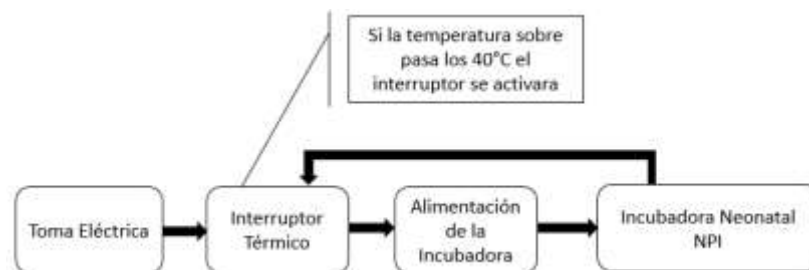 Si la temperatura sobre
pasa los 40°C el
interruptor se activara
Toma Eléctrica
Interruptor
Térmico
Alimentación
de la
Incubadora
Incubadora Neonatal
NPI